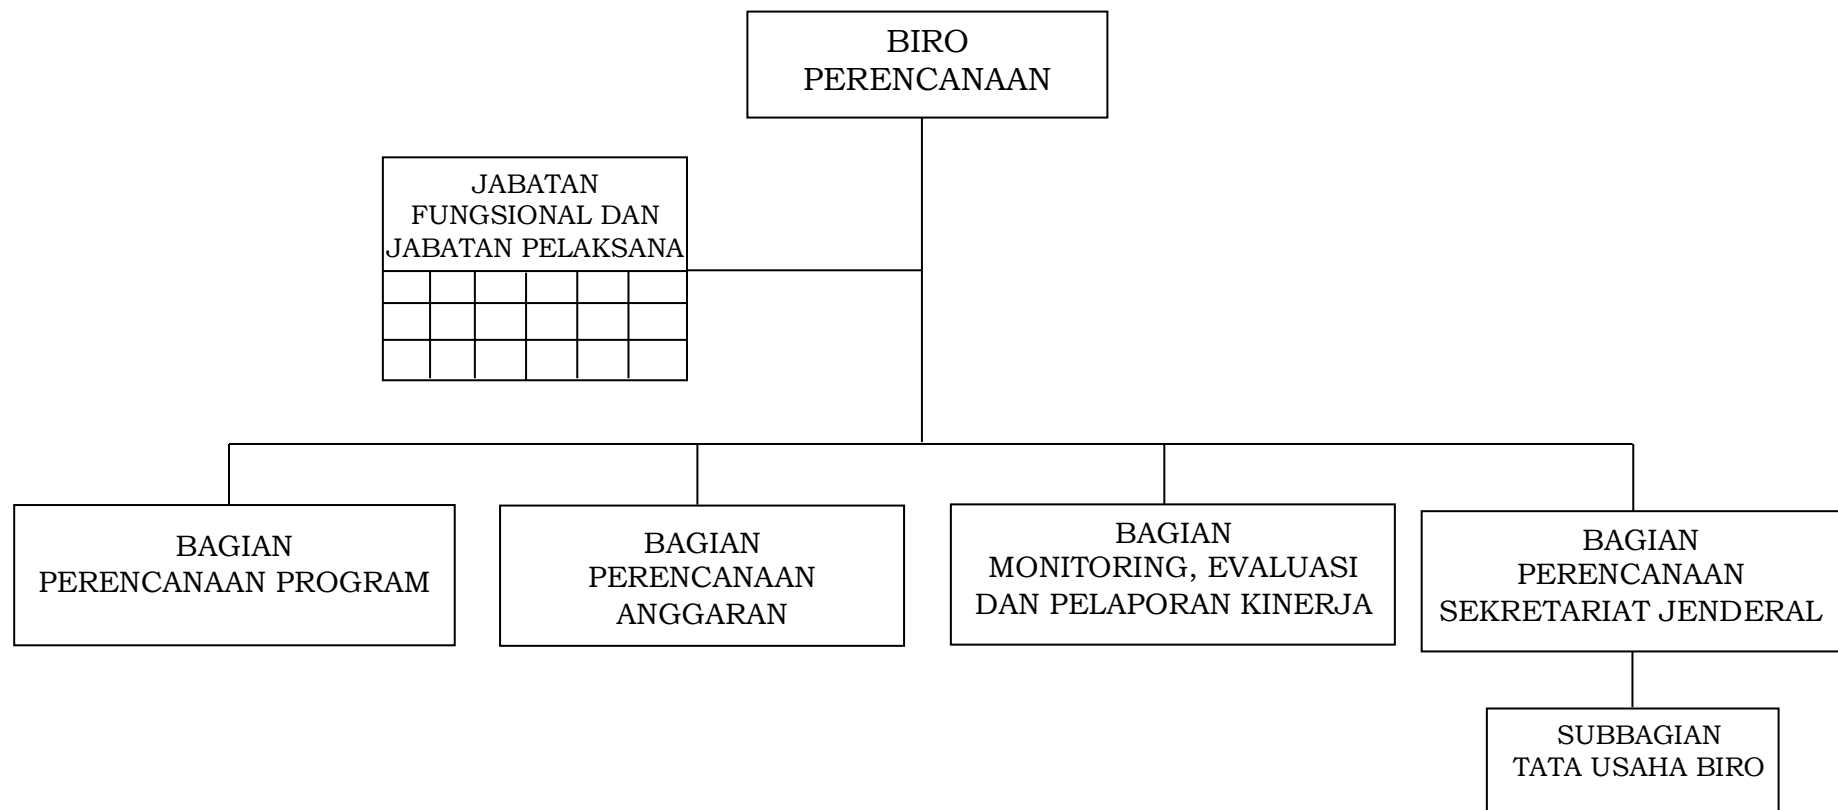 BIRO
PERENCANAAN
JABATAN
FUNGSIONAL DAN
JABATAN PELAKSANA
BAGIAN
PERENCANAAN PROGRAM
BAGIAN
PERENCANAAN
ANGGARAN
BAGIAN
MONITORING, EVALUASI
DAN PELAPORAN KINERJA
BAGIAN
PERENCANAAN
SEKRETARIAT JENDERAL
SUBBAGIAN
TATA USAHA BIRO